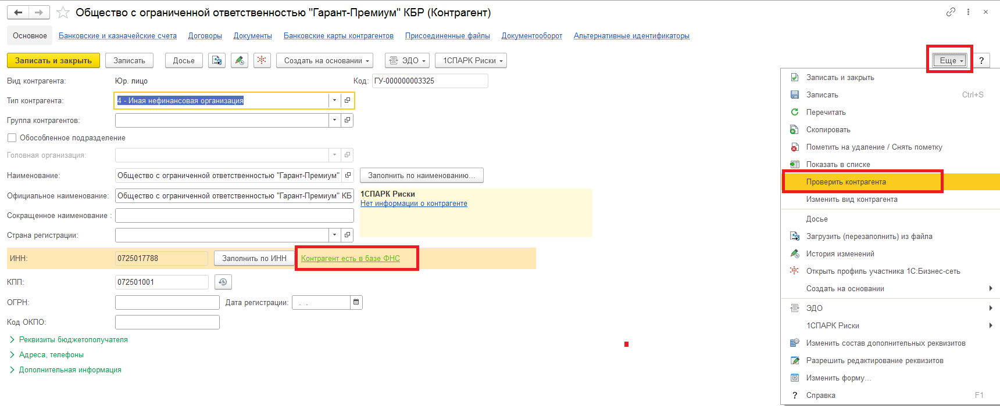 Общество с ограниченной ответственностью "Гарант-Премиум" КБР (Контрагент)
Основное Банковские и казначейские счета Договоры Документы Банковские карты контрагентов Присоединенные файлы Документооборот Альтернативные идентификаторы
Записать и закрыть Записать Досье Создать на основании ЭДО 1СПАРК Риски Еще ?
Вид контрагента: Юр. лицо Код: ГУ-000000003325
Тип контрагента: 4 - Иная нефинансовая организация
Группа контрагентов:
Обособленное подразделение
Головная организация:
Наименование: Общество с ограниченной ответственностью "Гарант-Премиум" Заполнить по наименованию...
Официальное наименование: Общество с ограниченной ответственностью "Гарант-Премиум" КБ
1СПАРК Риски
Нет информации о контрагенте
Сокращенное наименование :
Страна регистрации:
ИНН: 0725017788 Заполнить по ИНН Контрагент есть в базе ФНС
КПП: 072501001
ОГРН: Дата регистрации: . .
Код ОКПО:
Реквизиты бюджетополучателя
Адреса, телефоны
Дополнительная информация
Записать и закрыть
Записать Ctrl+S
Перечитать
Скопировать
Пометить на удаление / Снять пометку
Показать в списке
Проверить контрагента
Изменить вид контрагента
Досье
Загрузить (перезаполнить) из файла
История изменений
Открыть профиль участника 1С:Бизнес-сеть
Создать на основании
ЭДО
1СПАРК Риски
Изменить состав дополнительных реквизитов
Разрешить редактирование реквизитов
Изменить форму...
? Справка F1